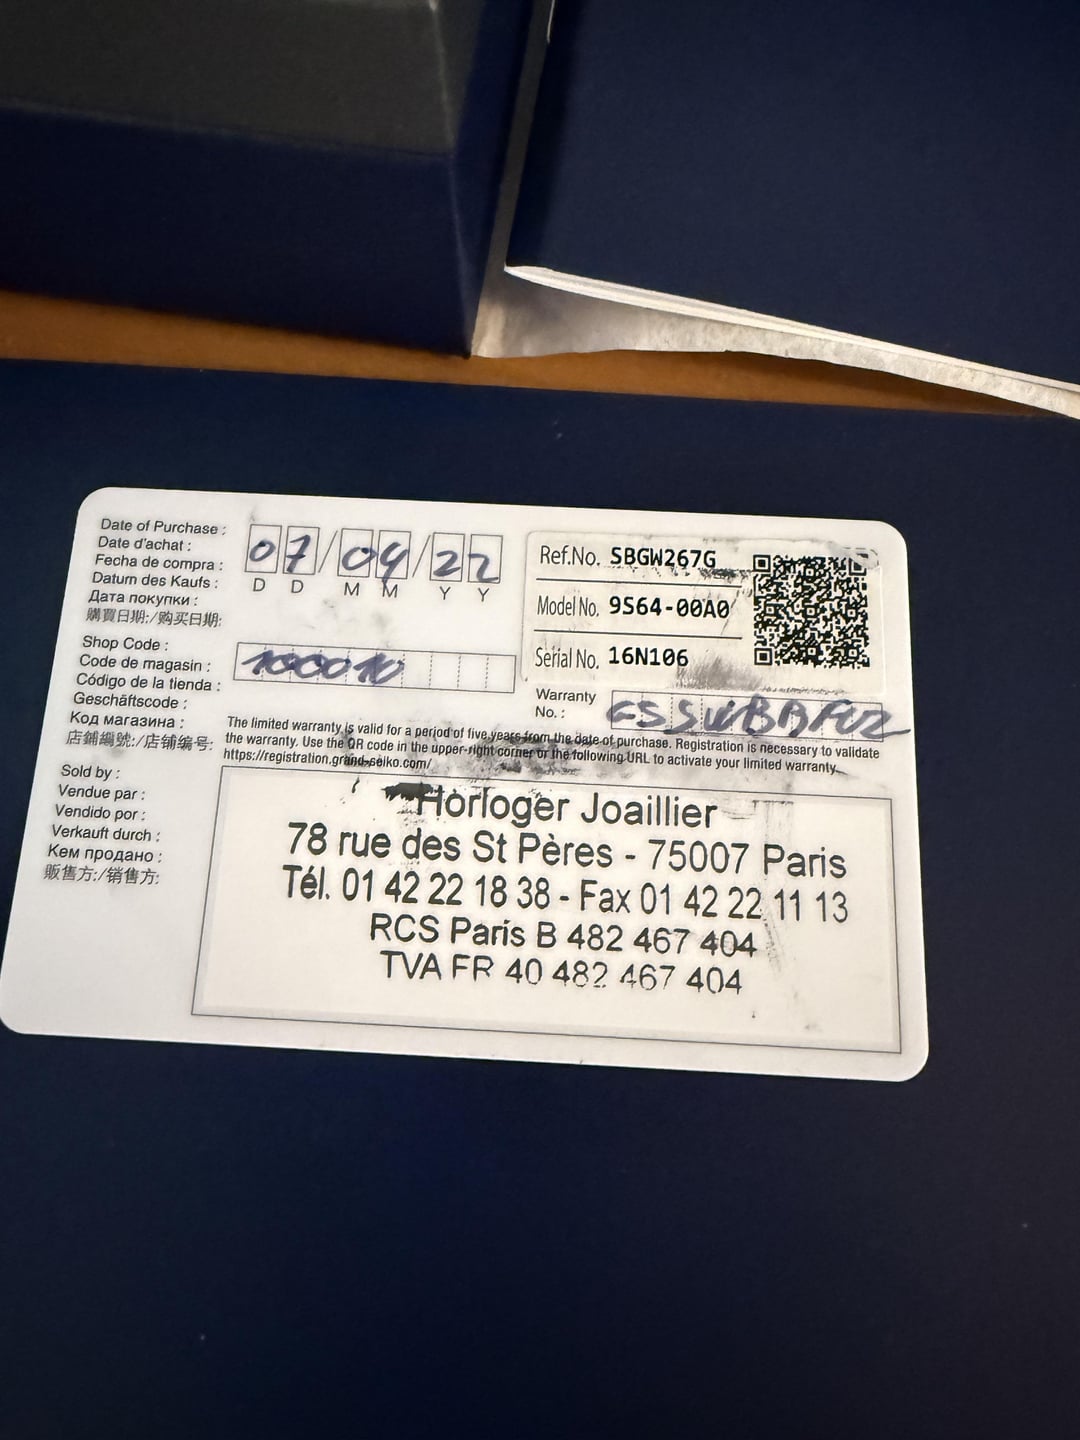 Date of Purchase :
Date d'achat :
Fecha de compra :
Datum des Kaufs :
Дата покупки :
購買日期:/购买日期:
07/04/22
D D M M Y Y
Shop Code :
Code de magasin :
Código de la tienda :
Geschäftscode :
Код магазина :
店鋪編號:/店铺编号:
100010
Ref.No. SBGW267G
Model No. 9S64-00A0
Serial No. 16N106
Warranty
No. :
The limited warranty is valid for a period of five years from the date of purchase. Registration is necessary to validate
the warranty. Use the QR code in the upper-right corner or the following URL to activate your limited warranty.
https://registration.grand-seiko.com/
Sold by :
Vendue par :
Vendido por :
Verkauft durch :
Кем продано :
販售方:/销售方:
Horloger Joaillier
78 rue des St Pères - 75007 Paris
Tél. 01 42 22 18 38 - Fax 01 42 22 11 13
RCS Paris B 482 467 404
TVA FR 40 482 467 404